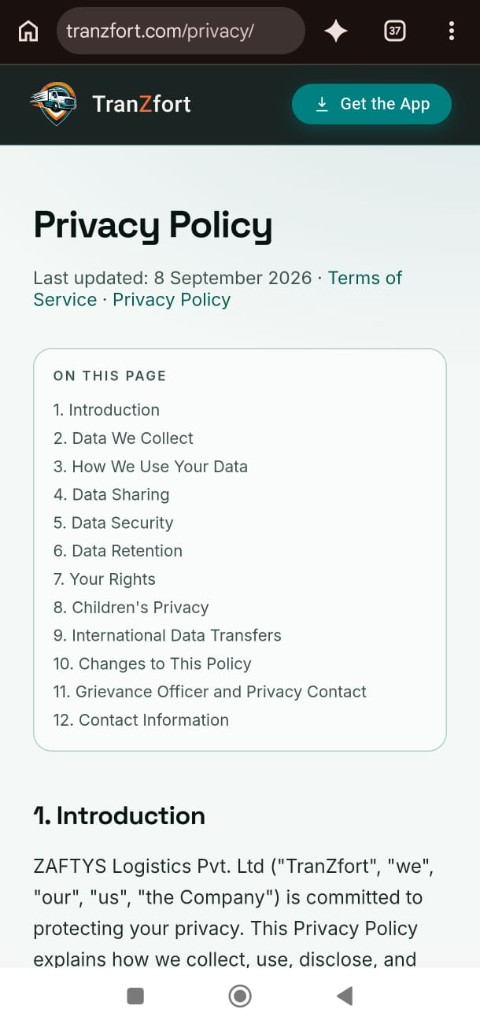 tranzfort.com/privacy/
37
TranZfort
Get the App
Privacy Policy
Last updated: 8 September 2026 · Terms of
Service · Privacy Policy
ON THIS PAGE
1. Introduction
2. Data We Collect
3. How We Use Your Data
4. Data Sharing
5. Data Security
6. Data Retention
7. Your Rights
8. Children's Privacy
9. International Data Transfers
10. Changes to This Policy
11. Grievance Officer and Privacy Contact
12. Contact Information
1. Introduction
ZAFTYS Logistics Pvt. Ltd ("TranZfort", "we",
"our", "us", "the Company") is committed to
protecting your privacy. This Privacy Policy
explains how we collect, use, disclose, and